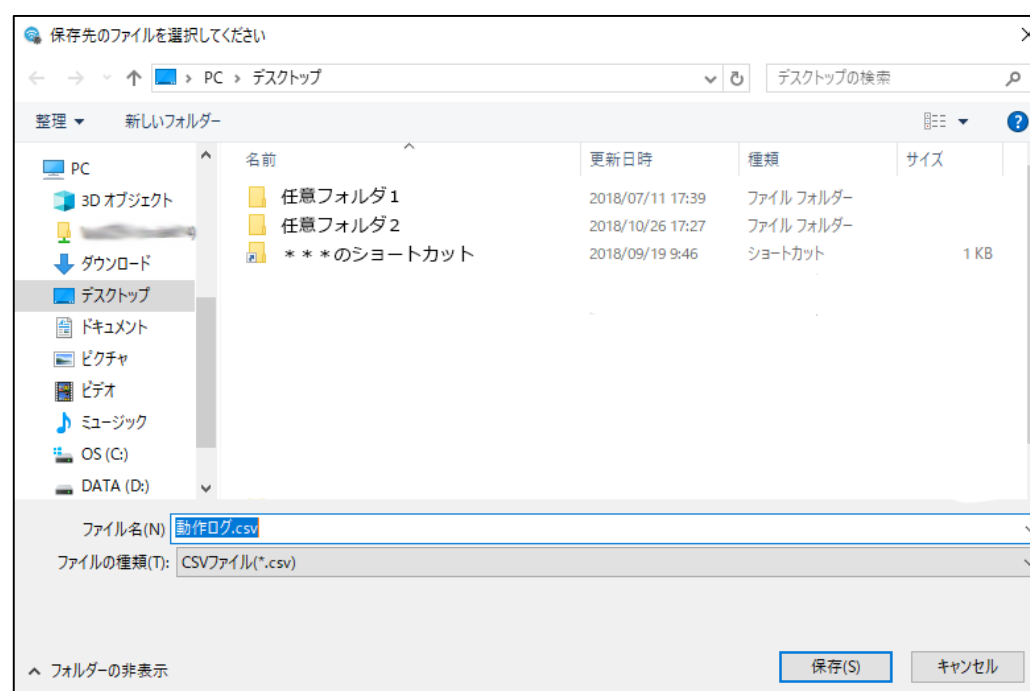 保存先のファイルを選択してください
PC › デスクトップ
デスクトップの検索
整理
新しいフォルダー
名前 更新日時 種類 サイズ
PC
3D オブジェクト
ダウンロード
デスクトップ
ドキュメント
ピクチャ
ビデオ
ミュージック
OS (C:)
DATA (D:)
任意フォルダ1 2018/07/11 17:39 ファイル フォルダー
任意フォルダ2 2018/10/26 17:27 ファイル フォルダー
***のショートカット 2018/09/19 9:46 ショートカット 1 KB
ファイル名(N) 動作ログ.csv
ファイルの種類(T): CSVファイル(*.csv)
フォルダーの非表示
保存(S)
キャンセル